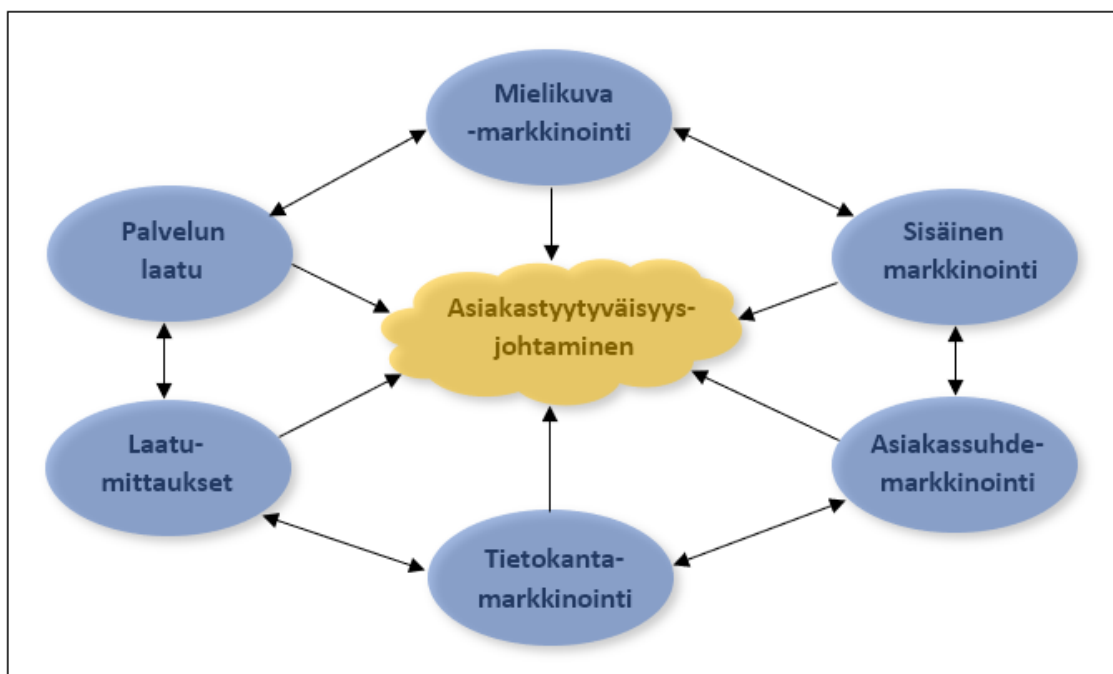 Mielikuva
-markkinointi
Palvelun
laatu
Sisäinen
markkinointi
Asiakastyytyväisyys-
johtaminen
Laatu-
mittaukset
Asiakassuhde-
markkinointi
Tietokanta-
markkinointi